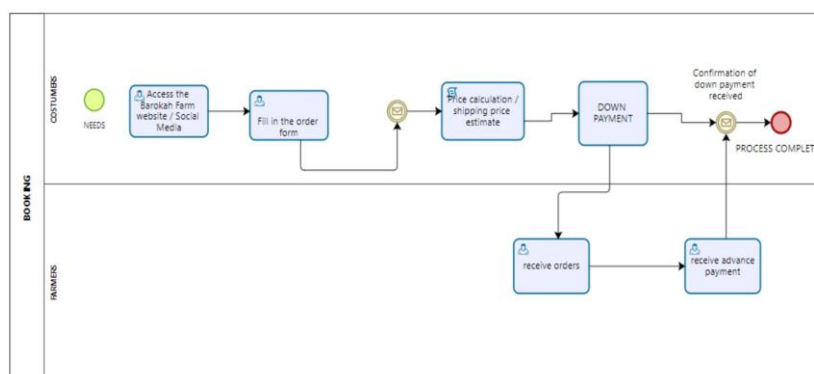 BOOKING
COSTUMERS
NEEDS
Access the
Barokah Farm
website / Social
Media
Fill in the order
form
Price calculation /
shipping price
estimate
DOWN
PAYMENT
Confirmation of
down payment
received
PROCESS COMPLET
FARMERS
receive orders
receive advance
payment